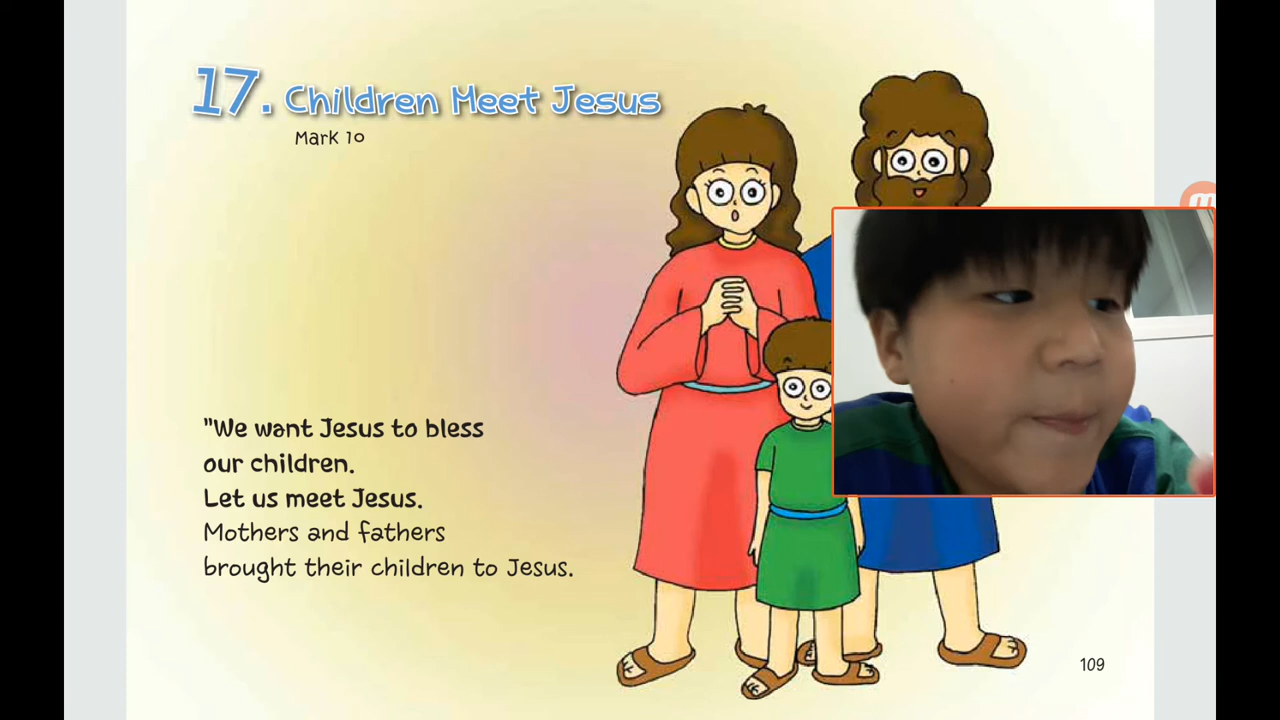 17. Children Meet Jesus
Mark 10
"We want Jesus to bless
our children.
Let us meet Jesus.
Mothers and fathers
brought their children to Jesus.
109